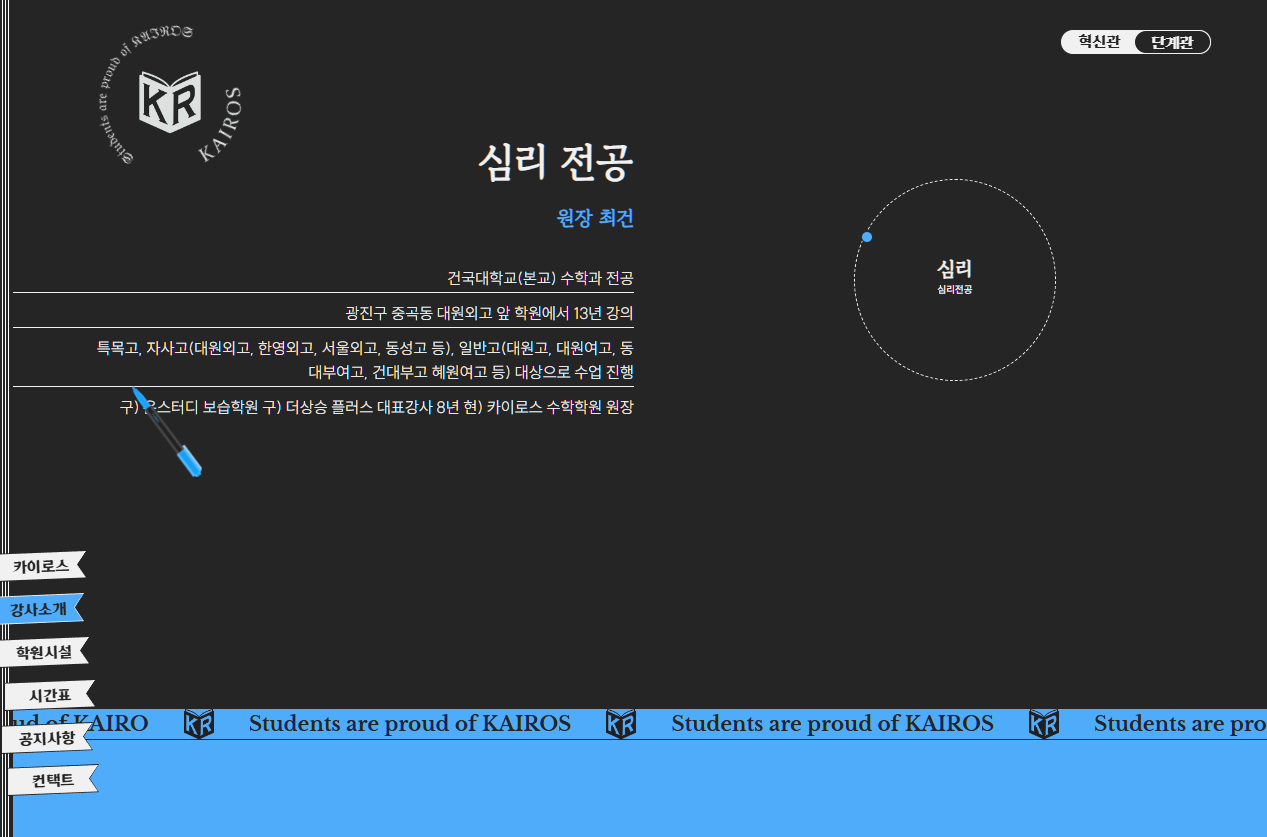 Students are proud of KAIROS
KR
KAIROS
혁신관
단계관
심리 전공
원장 최건
건국대학교(본교) 수학과 전공
광진구 중곡동 대원외고 앞 학원에서 13년 강의
특목고, 자사고(대원외고, 한영외고, 서울외고, 동성고 등), 일반고(대원고, 대원여고, 동
대부여고, 건대부고 혜원여고 등) 대상으로 수업 진행
구) 스터디 보습학원 구) 더상승 플러스 대표강사 8년 현) 카이로스 수학학원 원장
심리
심리전공
카이로스
강사소개
학원시설
시간표
공지사항
컨택트
ud of KAIRO KR Students are proud of KAIROS KR Students are proud of KAIROS KR Students are pro